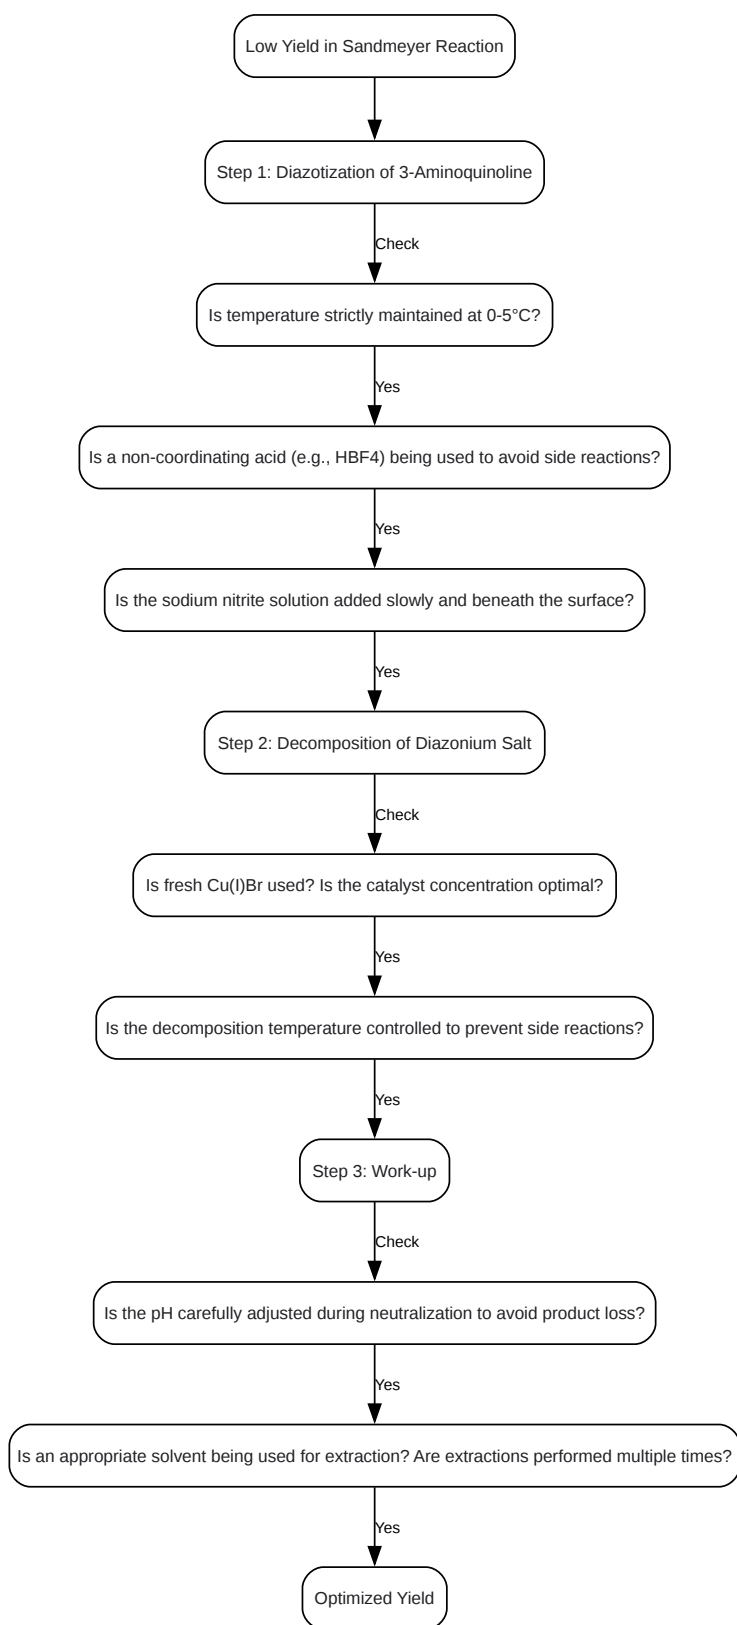 Low Yield in Sandmeyer Reaction
Step 1: Diazotization of 3-Aminoquinoline
Check
Is temperature strictly maintained at 0-5°C?
Yes
Is a non-coordinating acid (e.g., HBF4) being used to avoid side reactions?
Yes
Is the sodium nitrite solution added slowly and beneath the surface?
Yes
Step 2: Decomposition of Diazonium Salt
Check
Is fresh Cu(I)Br used? Is the catalyst concentration optimal?
Yes
Is the decomposition temperature controlled to prevent side reactions?
Yes
Step 3: Work-up
Check
Is the pH carefully adjusted during neutralization to avoid product loss?
Yes
Is an appropriate solvent being used for extraction? Are extractions performed multiple times?
Yes
Optimized Yield